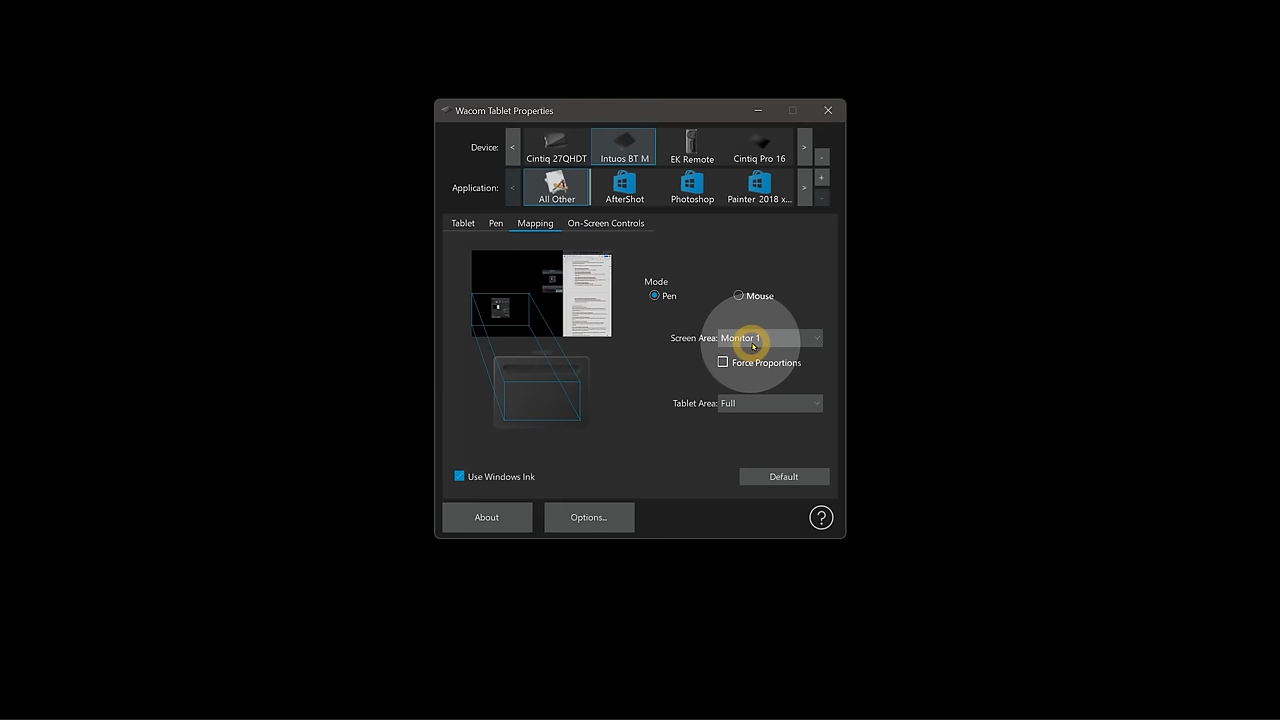 Wacom Tablet Properties
Device:
< Cintiq 27QHDT Intuos BT M EK Remote Cintiq Pro 16 >
-
Application:
< All Other AfterShot Photoshop Painter 2018 x... >
+
-
Tablet Pen Mapping On-Screen Controls
Mode
Pen Mouse
Screen Area: Monitor 1
Force Proportions
Tablet Area: Full
Use Windows Ink
Default
About Options... ?